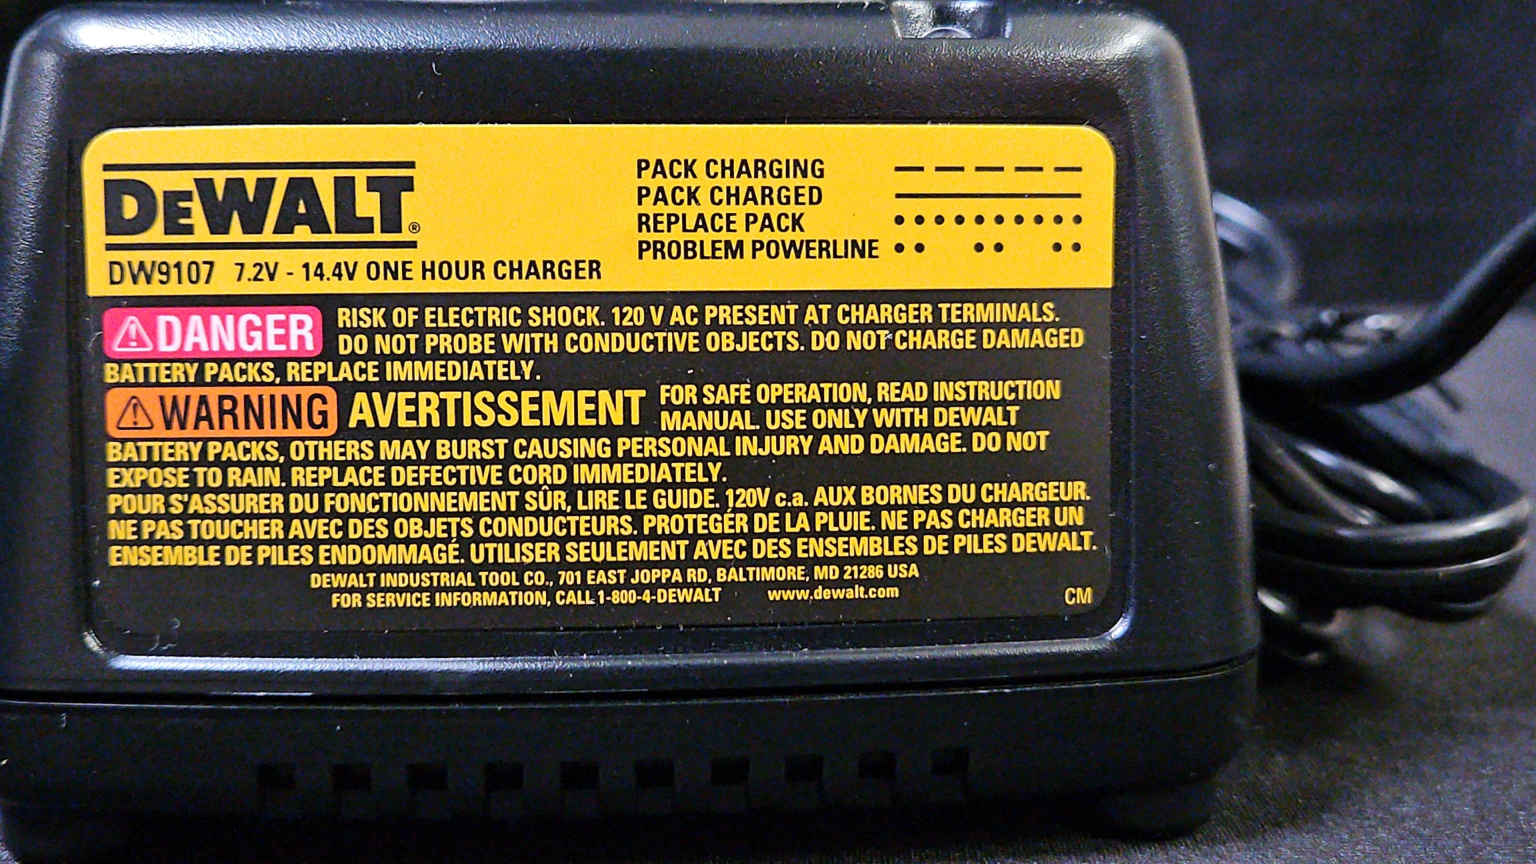 DEWALT®
DW9107 7.2V - 14.4V ONE HOUR CHARGER
PACK CHARGING
PACK CHARGED
REPLACE PACK
PROBLEM POWERLINE
DANGER RISK OF ELECTRIC SHOCK. 120 V AC PRESENT AT CHARGER TERMINALS.
DO NOT PROBE WITH CONDUCTIVE OBJECTS. DO NOT CHARGE DAMAGED
BATTERY PACKS, REPLACE IMMEDIATELY.
WARNING AVERTISSEMENT FOR SAFE OPERATION, READ INSTRUCTION
MANUAL. USE ONLY WITH DEWALT
BATTERY PACKS, OTHERS MAY BURST CAUSING PERSONAL INJURY AND DAMAGE. DO NOT
EXPOSE TO RAIN. REPLACE DEFECTIVE CORD IMMEDIATELY.
POUR S'ASSURER DU FONCTIONNEMENT SÛR, LIRE LE GUIDE. 120V c.a. AUX BORNES DU CHARGEUR.
NE PAS TOUCHER AVEC DES OBJETS CONDUCTEURS. PROTEGÉR DE LA PLUIE. NE PAS CHARGER UN
ENSEMBLE DE PILES ENDOMMAGÉ. UTILISER SEULEMENT AVEC DES ENSEMBLES DE PILES DEWALT.
DEWALT INDUSTRIAL TOOL CO., 701 EAST JOPPA RD, BALTIMORE, MD 21286 USA
FOR SERVICE INFORMATION, CALL 1-800-4-DEWALT www.dewalt.com
CM